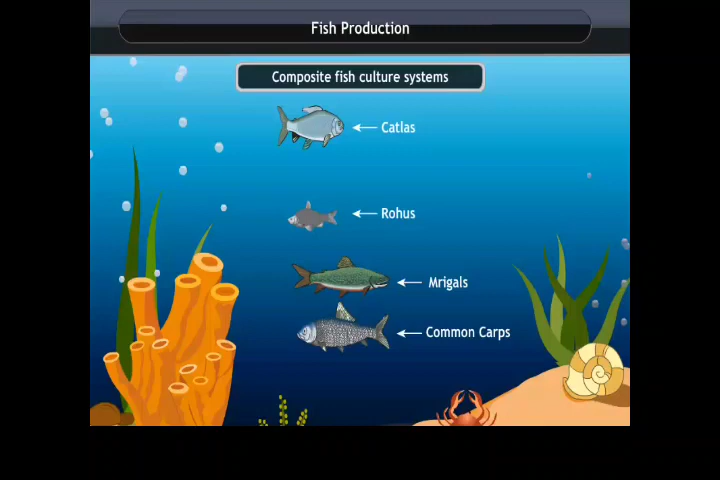 Fish Production
Composite fish culture systems
Catlas
Rohus
Mrigals
Common Carps